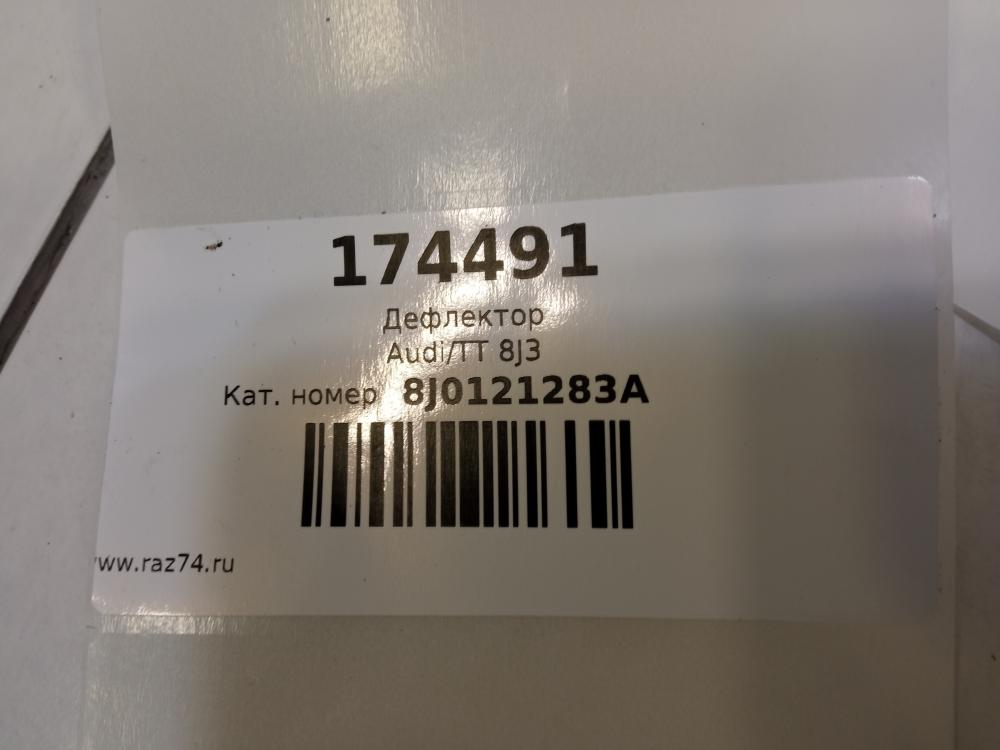 174491
Дефлектор
Audi/TT 8J3
Кат. номер 8J0121283A
www.raz74.ru